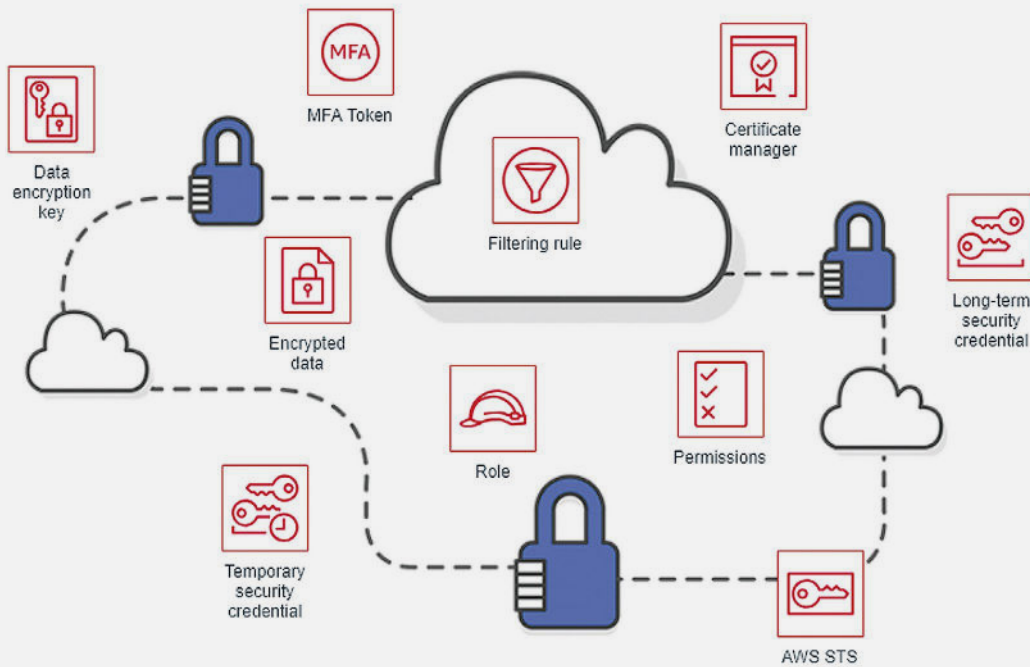 MFA
MFA Token
Certificate
manager
Data
encryption
key
Filtering rule
Long-term
security
credential
Encrypted
data
Role
Permissions
Temporary
security
credential
AWS STS